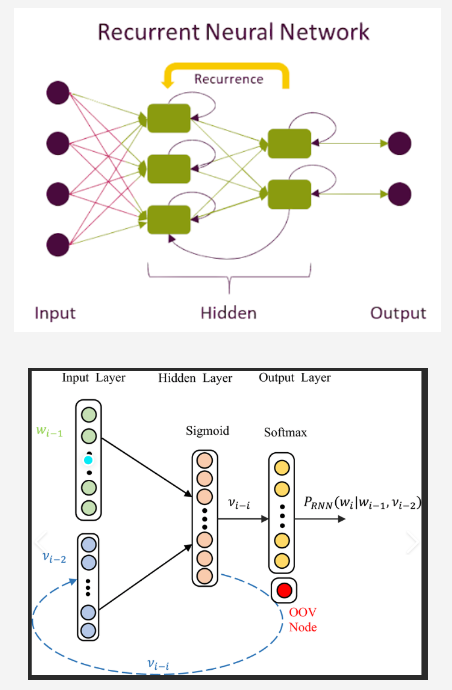 Recurrent Neural Network
Recurrence
Input Hidden Output
Input Layer Hidden Layer Output Layer
w_{i-1}
Sigmoid Softmax
v_{i-i} P_{RNN}(w_i|w_{i-1}, v_{i-2})
v_{i-2}
OOV
Node
v_{i-i}